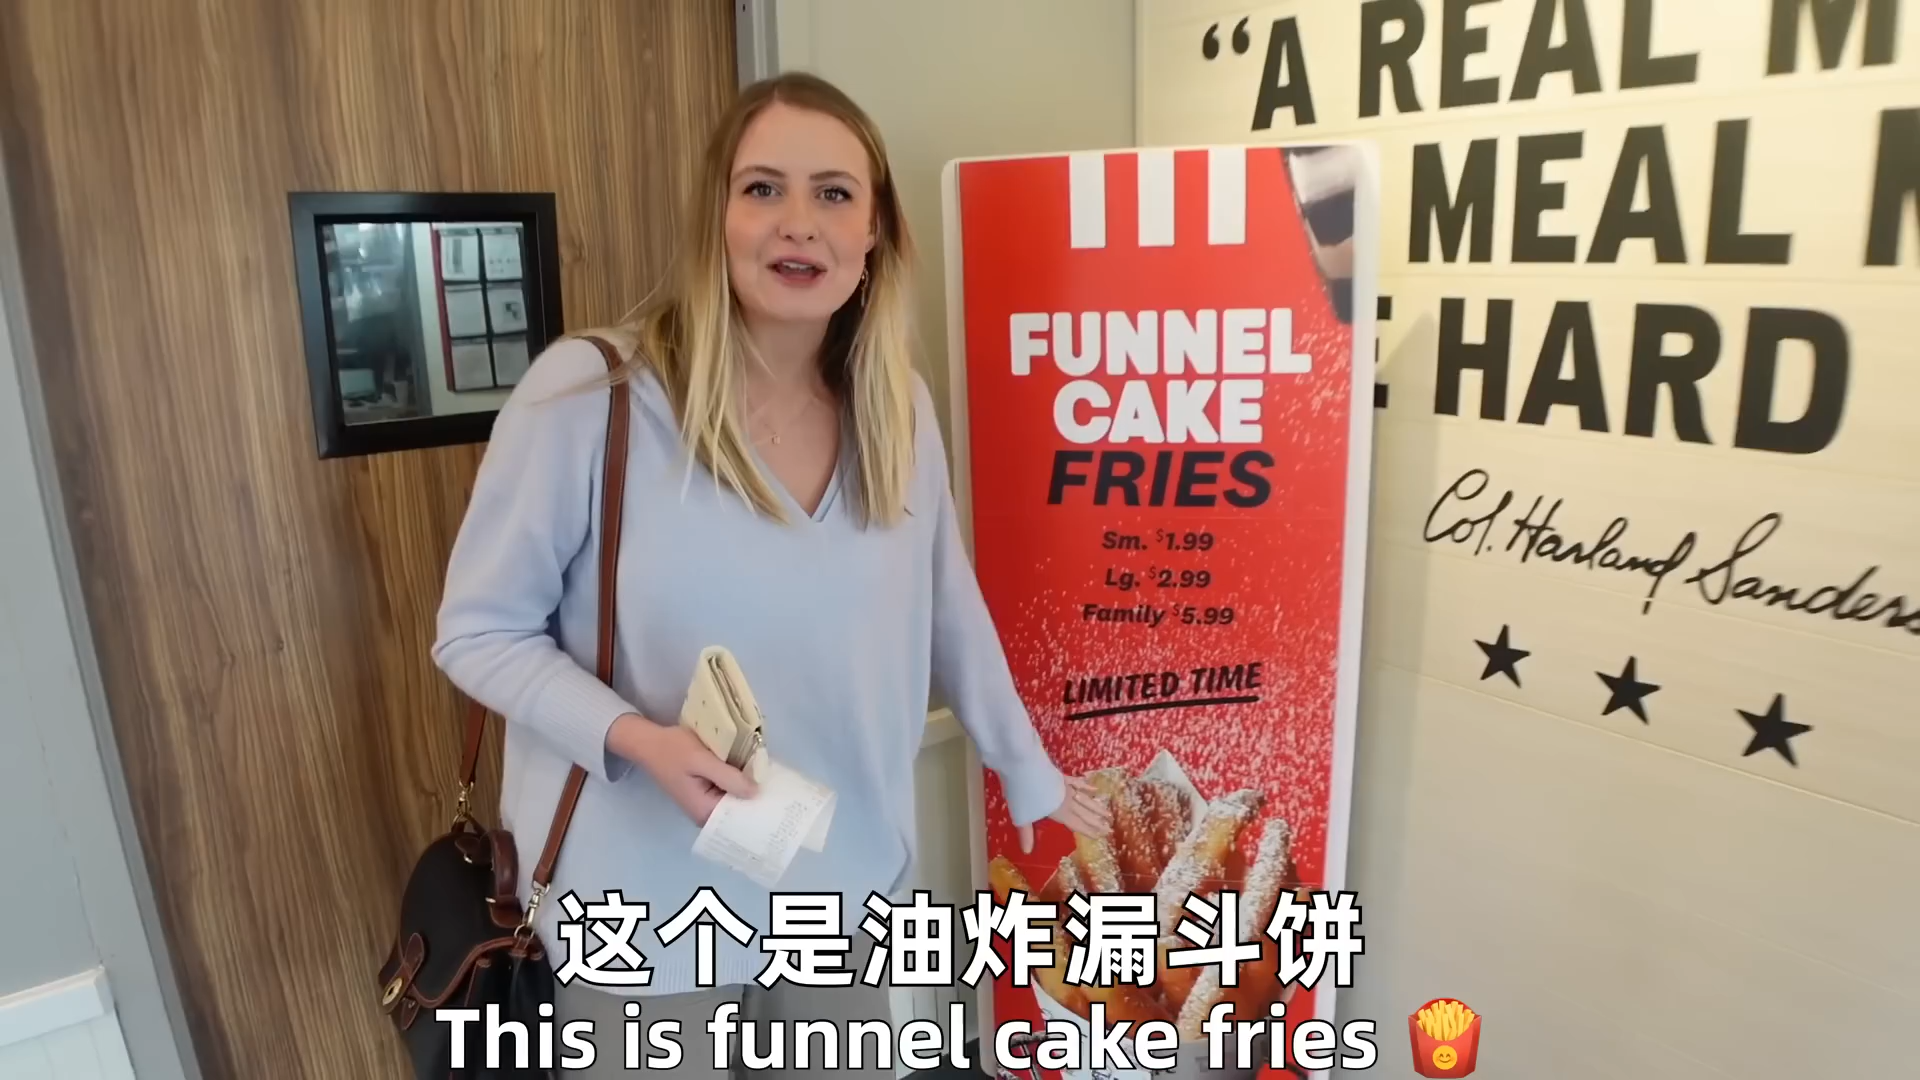 “A REAL M
MEAL M
E HARD
Col. Harland Sanders
FUNNEL
CAKE
FRIES
Sm. $1.99
Lg. $2.99
Family $5.99
LIMITED TIME
这个是油炸漏斗饼
This is funnel cake fries 🍟